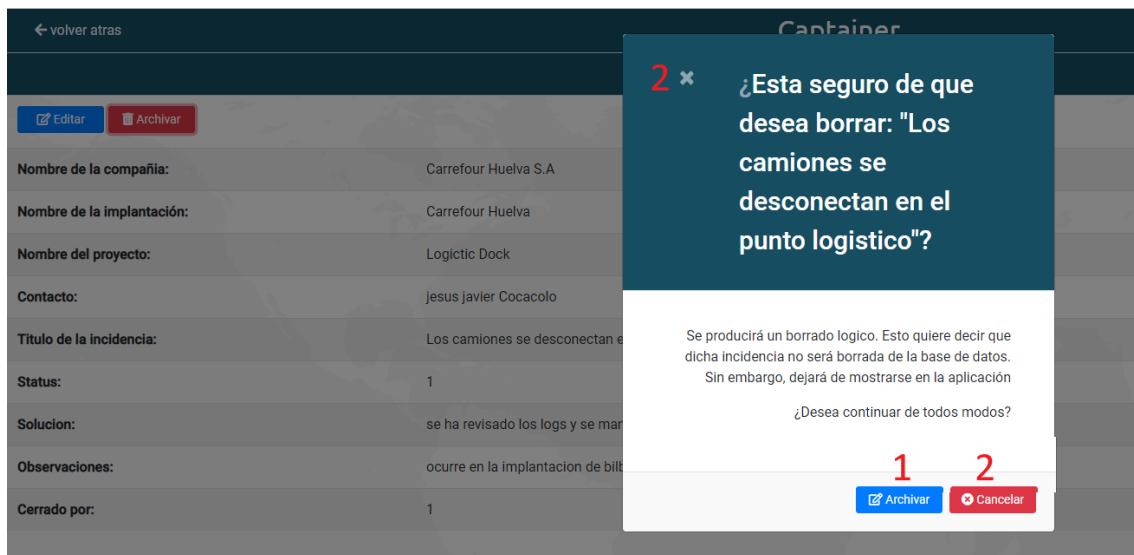 volver atras
Captainer
Editar
Archivar
Nombre de la compañia:
Carrefour Huelva S.A
Nombre de la implantación:
Carrefour Huelva
Nombre del proyecto:
Logictic Dock
Contacto:
jesus javier Cocacolo
Titulo de la incidencia:
Los camiones se desconectan e
Status:
1
Solucion:
se ha revisado los logs y se mar
Observaciones:
ocurre en la implantacion de bilb
Cerrado por:
1
2 ×
¿Esta seguro de que
desea borrar: "Los
camiones se
desconectan en el
punto logistico"?
Se producirá un borrado logico. Esto quiere decir que
dicha incidencia no será borrada de la base de datos.
Sin embargo, dejará de mostrarse en la aplicación
¿Desea continuar de todos modos?
1 2
Archivar Cancelar